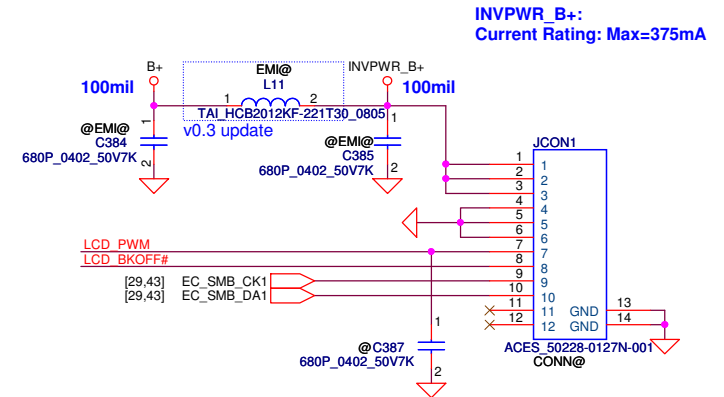 INVPWR_B+:
Current Rating: Max=375mA
B+
EMI@
INVPWR_B+
100mil
L11
100mil
1
2
TAI_HCB2012KF-221T30_0805
v0.3 update
@EMI@
C384
680P_0402_50V7K
1
2
@EMI@
C385
680P_0402_50V7K
1
2
JCON1
1 1
2 2
3 3
4 4
5 5
6 6
LCD_PWM 7 7
LCD_BKOFF# 8 8
[29,43] EC_SMB_CK1 9 9
[29,43] EC_SMB_DA1 10 10
11 11 GND 13
12 12 GND 14
ACES_50228-0127N-001
CONN@
1
@C387
680P_0402_50V7K
2